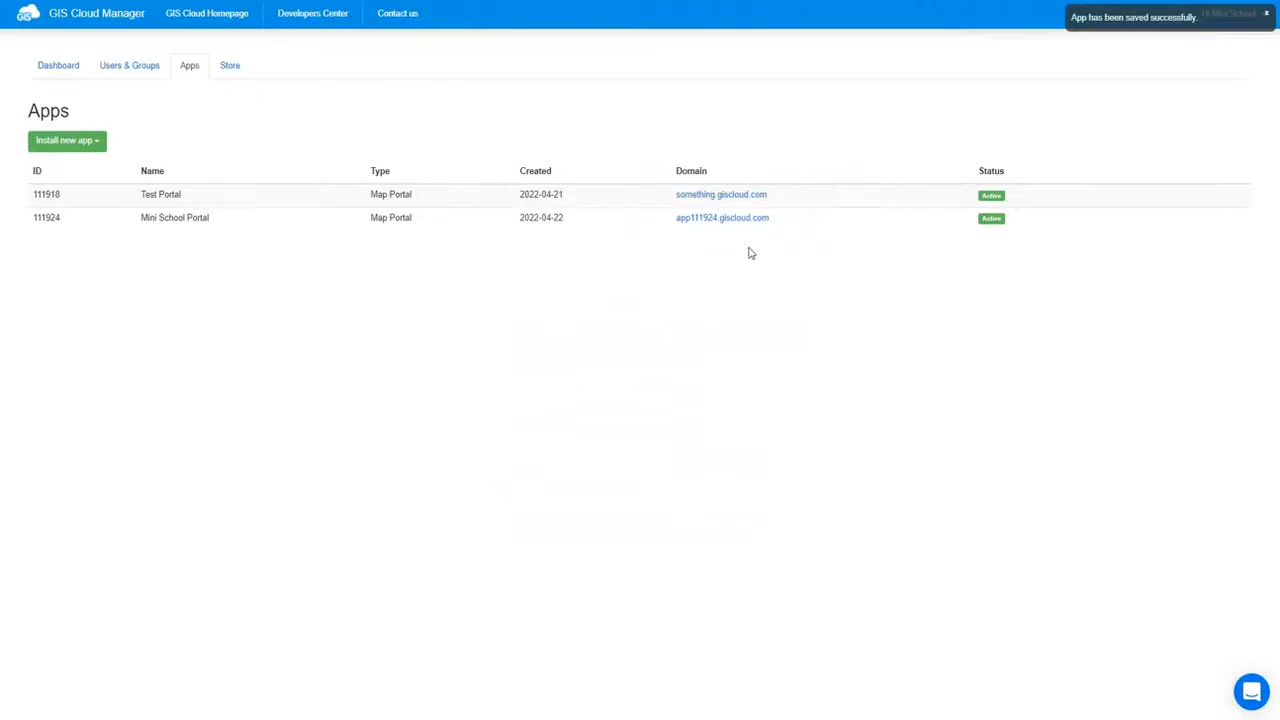 GIS Cloud Manager GIS Cloud Homepage Developers Center Contact us
App has been saved successfully. x
Dashboard Users & Groups Apps Store
Apps
Install new app
ID Name Type Created Domain Status
111918 Test Portal Map Portal 2022-04-21 something.giscloud.com Active
111924 Mini School Portal Map Portal 2022-04-22 app111924.giscloud.com Active